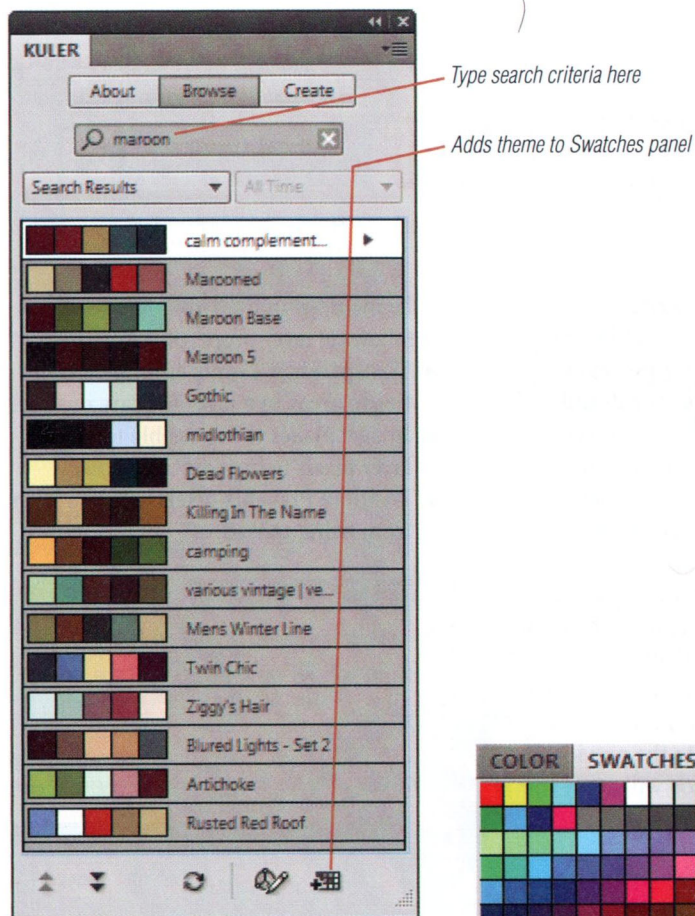 KULER
About Browse Create
Type search criteria here
maroon
Adds theme to Swatches panel
Search Results All Time
calm complement...
Marooned
Maroon Base
Maroon 5
Gothic
midlothian
Dead Flowers
Killing In The Name
camping
various vintage | ve...
Mens Winter Line
Twin Chic
Ziggy's Hair
Blured Lights - Set 2
Artichoke
Rusted Red Roof
COLOR SWATCHES